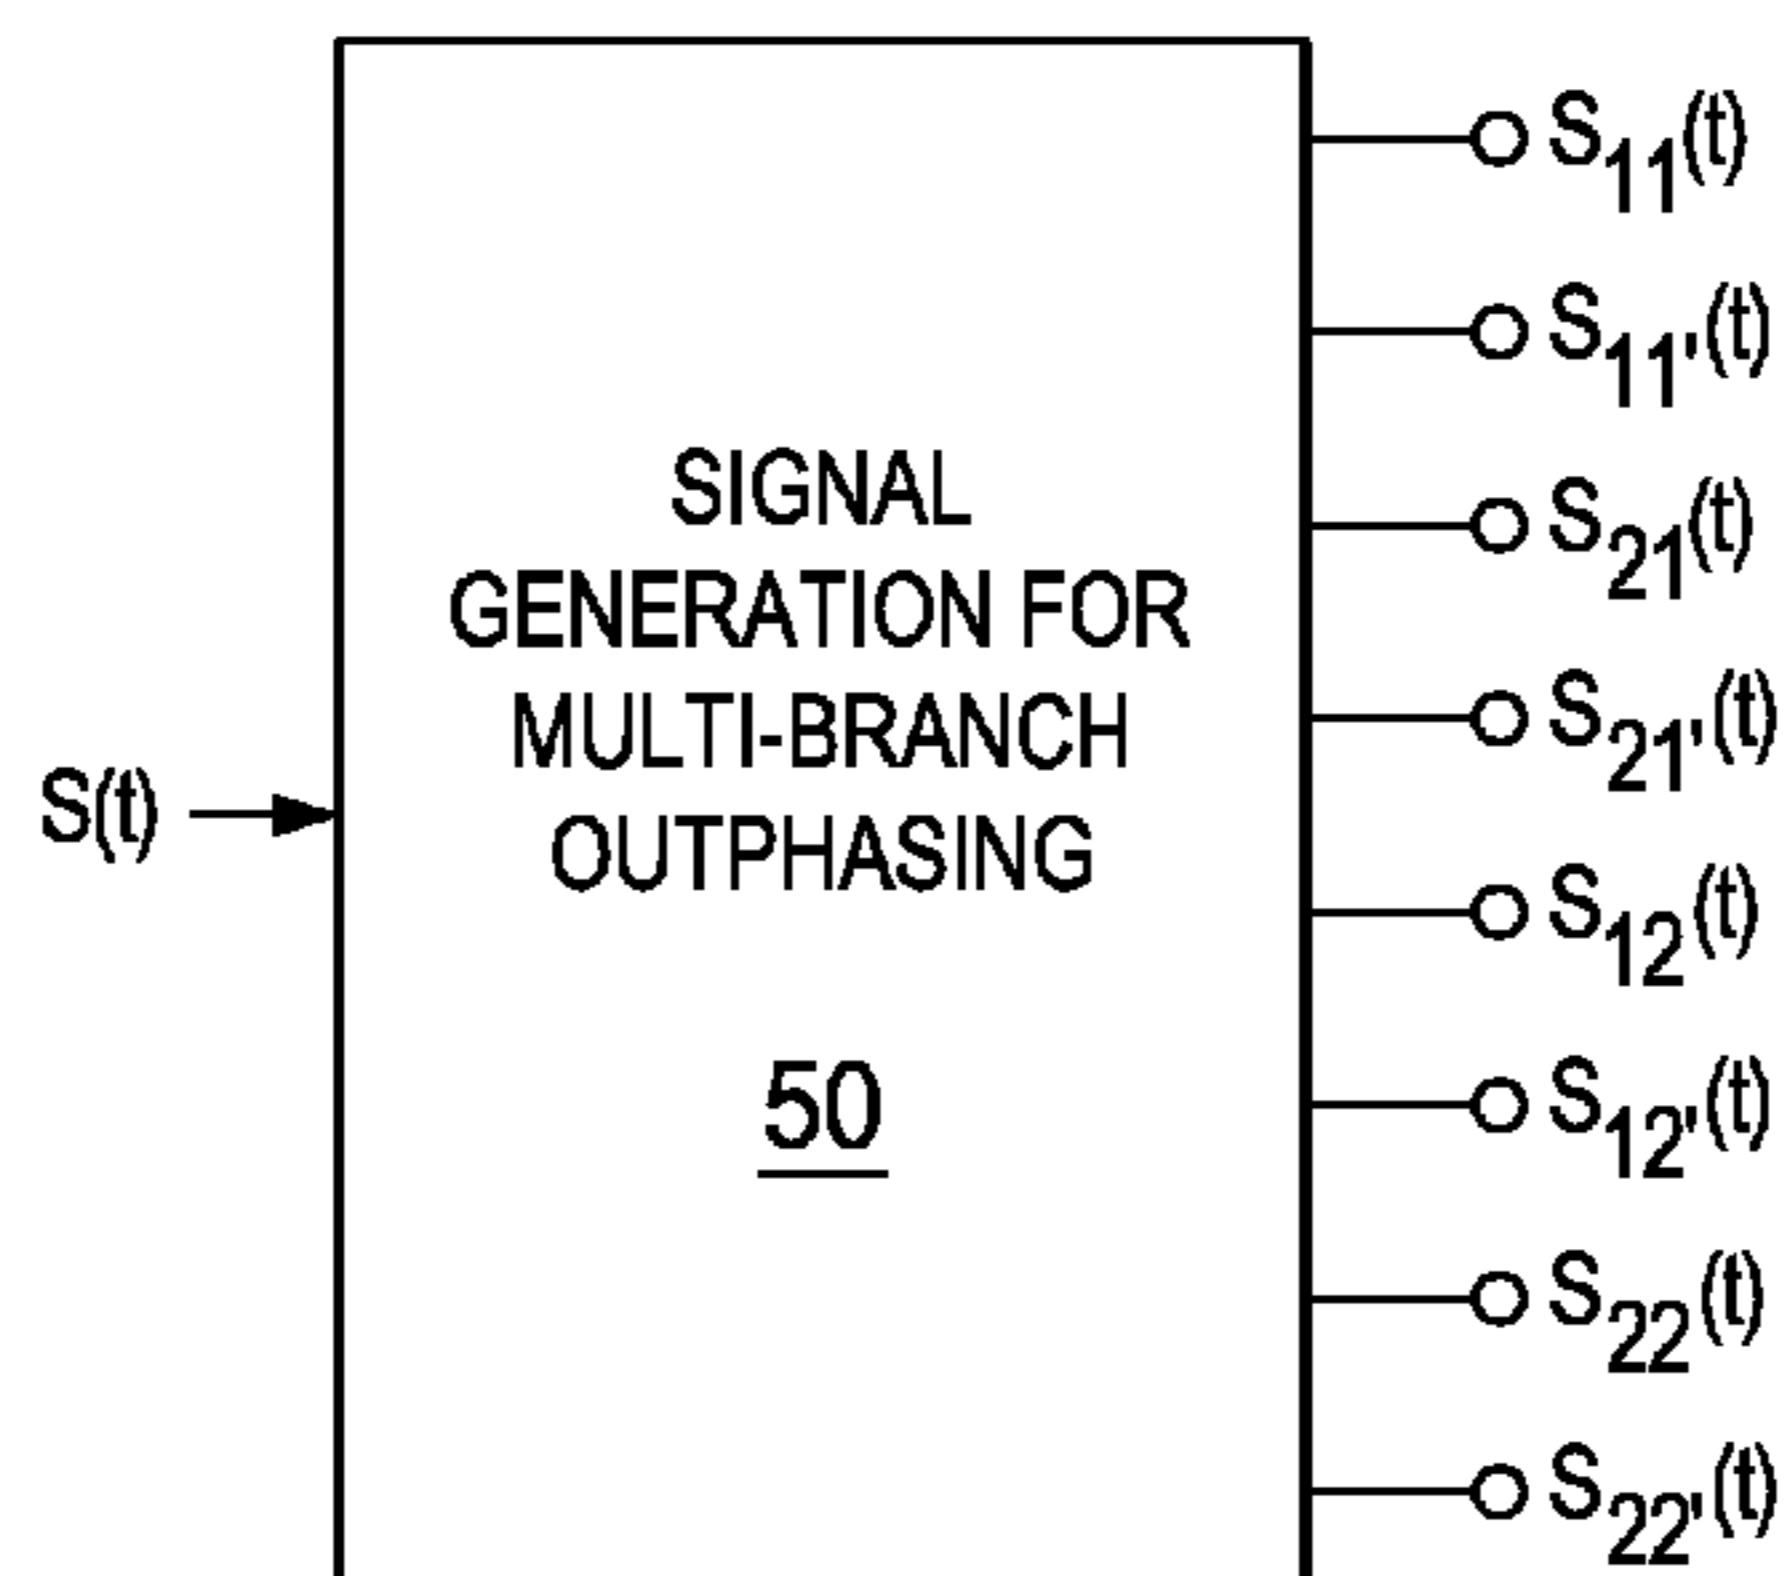 S(t)
SIGNAL
GENERATION FOR
MULTI-BRANCH
OUTPHASING
50
S11(t)
S11'(t)
S21(t)
S21'(t)
S12(t)
S12'(t)
S22(t)
S22'(t)